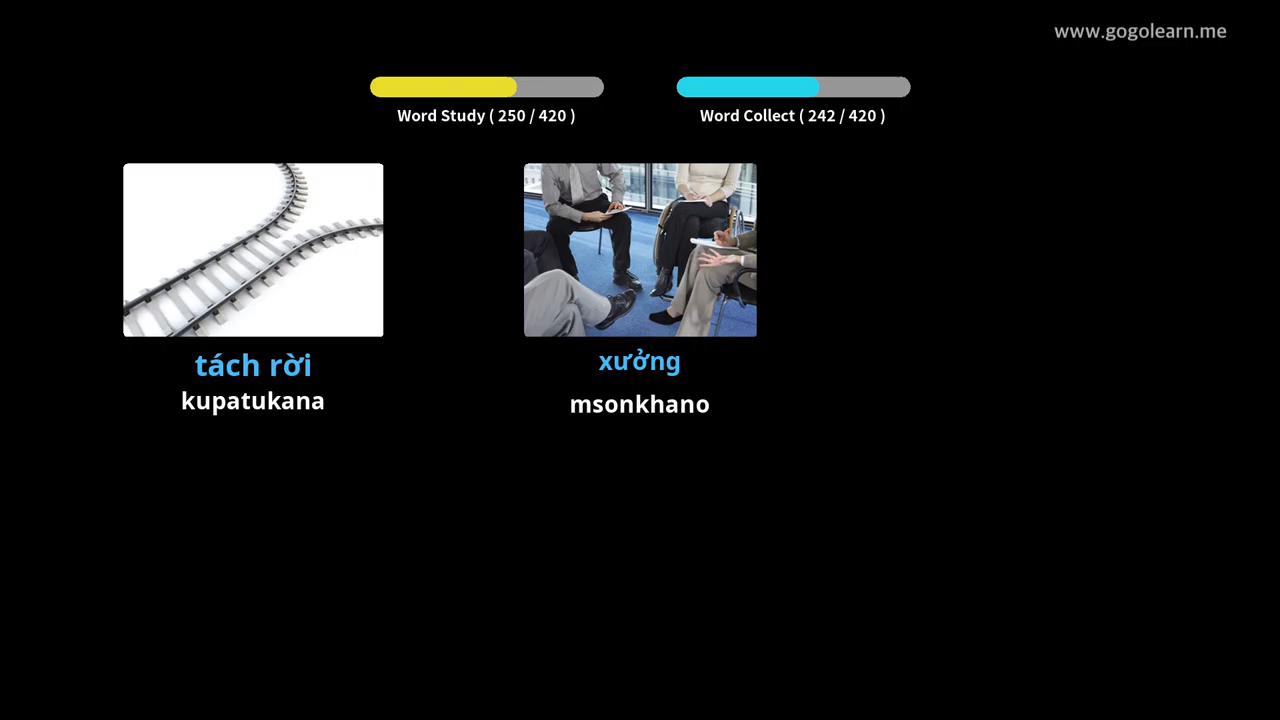 www.gogolearn.me
Word Study ( 250 / 420 )
Word Collect ( 242 / 420 )
tách rời
kupatukana
xưởng
msonkhano